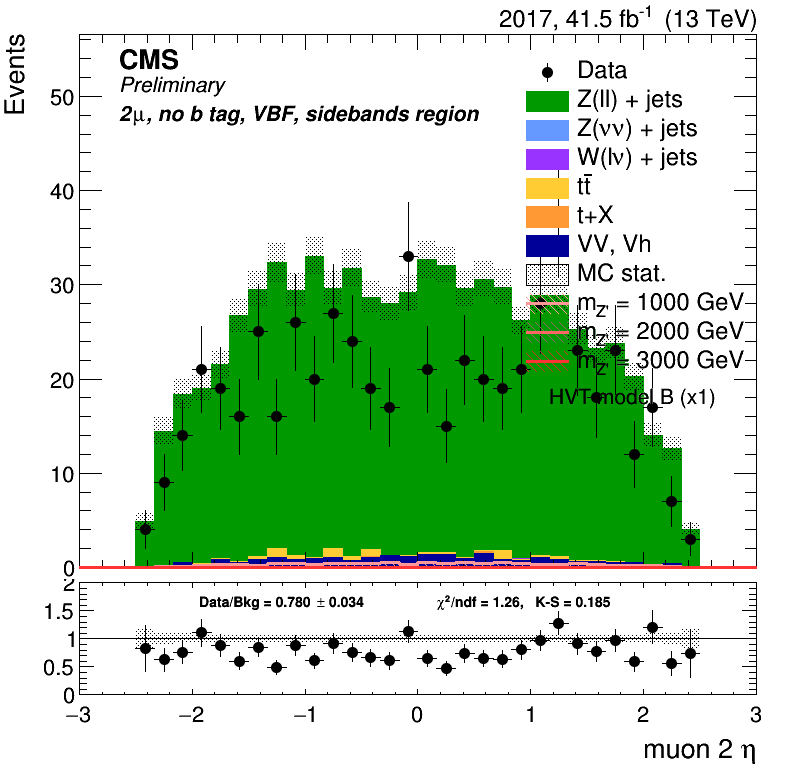 2017, 41.5 fb⁻¹ (13 TeV)
Events
CMS
Preliminary
2μ, no b tag, VBF, sidebands region
Data
Z(ll) + jets
Z(νν) + jets
W(lν) + jets
tt̄
t+X
VV, Vh
MC stat.
m_Z' = 1000 GeV
m_Z' = 2000 GeV
m_Z' = 3000 GeV
HVT model B (x1)
50
40
30
20
10
0
Data/Bkg = 0.780 ± 0.034
χ²/ndf = 1.26, K-S = 0.185
2
1.5
1
0.5
0
−3 −2 −1 0 1 2 3
muon 2 η